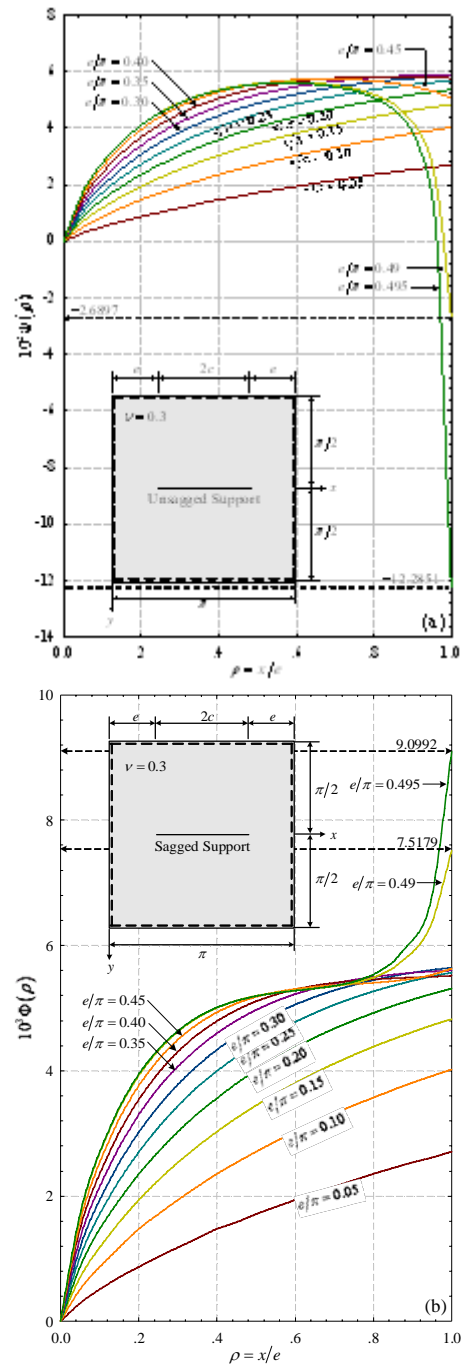 8
6
4
2
0
-2
-4
-6
-8
-10
-12
-14
10² Ψ(ρ)
e/π = 0.40
e/π = 0.35
e/π = 0.30
e/π = 0.45
e/π = 0.49
e/π = 0.495
−2.6897
e
2c
e
ν = 0.3
π/2
Unsagged Support
x
π/2
−12.2851
π
y
(a)
0.0
.2
.4
.6
.8
1.0
ρ = x/e
10
8
6
4
2
0
Φ(ρ)
e
2c
e
9.0992
ν = 0.3
π/2
e/π = 0.495
x
Sagged Support
7.5179
π/2
e/π = 0.49
π
y
e/π = 0.45
e/π = 0.40
e/π = 0.35
e/π = 0.30
e/π = 0.25
e/π = 0.20
e/π = 0.15
e/π = 0.10
e/π = 0.05
(b)
0.0
.2
.4
.6
.8
1.0
ρ = x/e